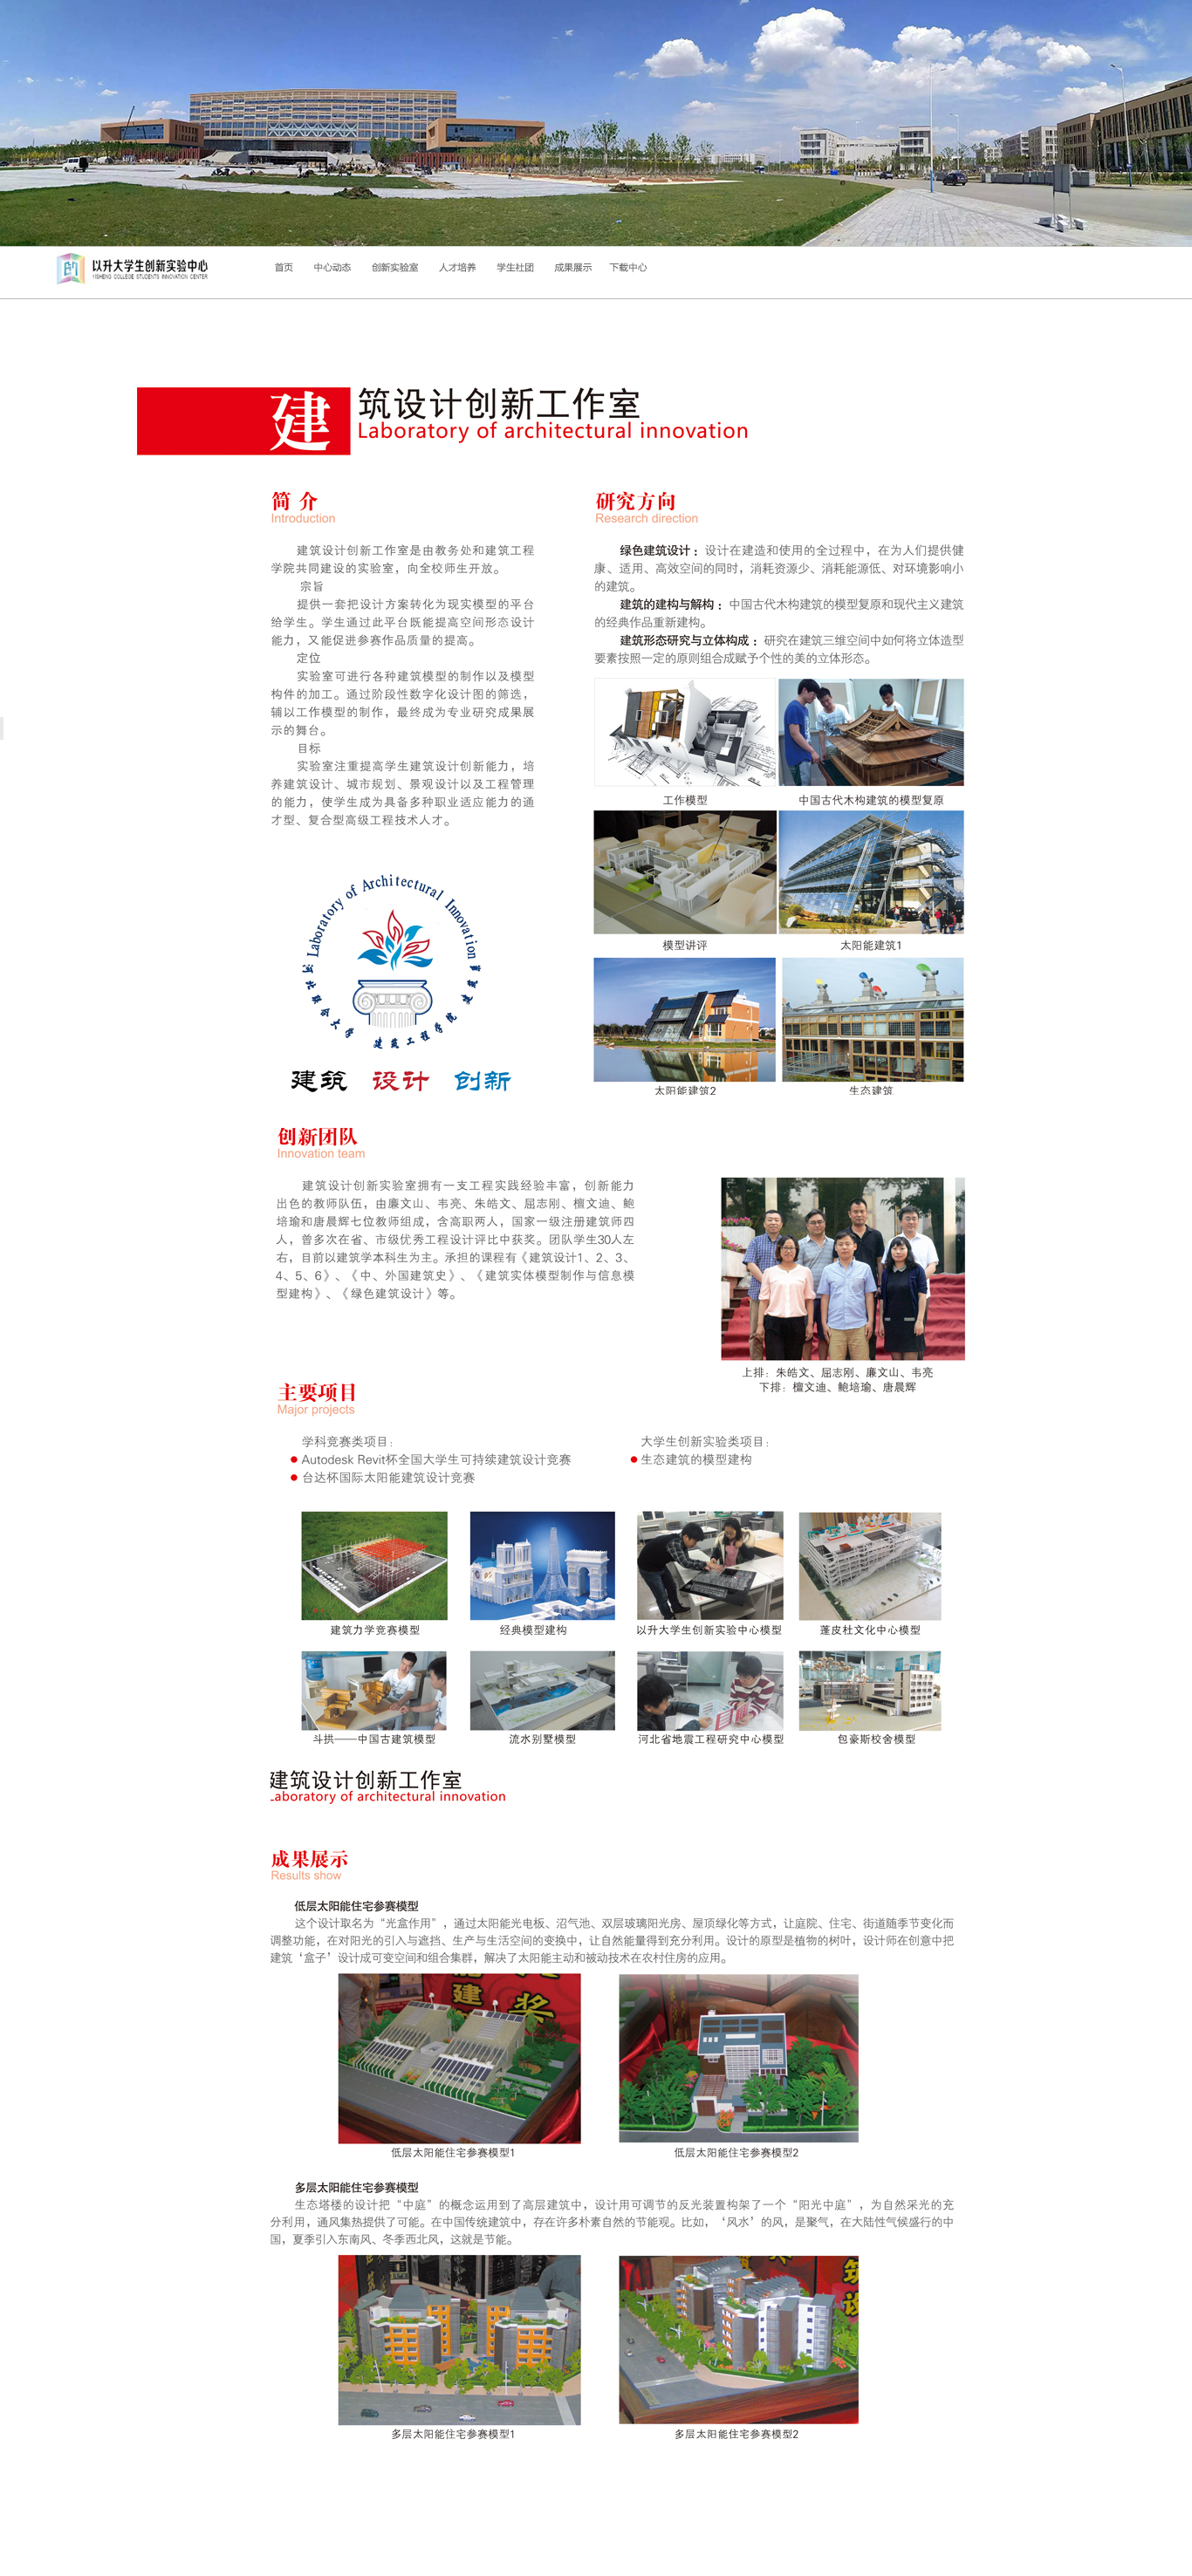 以升大学生创新实验中心
YISHENG COLLEGE STUDENTS INNOVATION CENTER
首页 中心动态 创新实验室 人才培养 学生社团 成果展示 下载中心
建筑设计创新工作室
Laboratory of architectural innovation
简 介
Introduction
建筑设计创新工作室是由教务处和建筑工程
学院共同建设的实验室，向全校师生开放。
宗旨
提供一套把设计方案转化为现实模型的平台
给学生。学生通过此平台既能提高空间形态设计
能力，又能促进参赛作品质量的提高。
定位
实验室可进行各种建筑模型的制作以及模型
构件的加工。通过阶段性数字化设计图的筛选，
辅以工作模型的制作，最终成为专业研究成果展
示的舞台。
目标
实验室注重提高学生建筑设计创新能力，培
养建筑设计、城市规划、景观设计以及工程管理
的能力，使学生成为具备多种职业适应能力的通
才型、复合型高级工程技术人才。
Laboratory of Architectural Innovation
建筑工程学院
建筑 设计 创新
研究方向
Research direction
绿色建筑设计：设计在建造和使用的全过程中，在为人们提供健
康、适用、高效空间的同时，消耗资源少、消耗能源低、对环境影响小
的建筑。
建筑的建构与解构：中国古代木构建筑的模型复原和现代主义建筑
的经典作品重新建构。
建筑形态研究与立体构成：研究在建筑三维空间中如何将立体造型
要素按照一定的原则组合成赋予个性的美的立体形态。
工作模型 中国古代木构建筑的模型复原
模型讲评 太阳能建筑1
太阳能建筑2 生态建筑
创新团队
Innovation team
建筑设计创新实验室拥有一支工程实践经验丰富，创新能力
出色的教师队伍，由廉文山、韦亮、朱皓文、屈志刚、檀文迪、鲍
培瑜和唐晨辉七位教师组成，含高职两人，国家一级注册建筑师四
人，曾多次在省、市级优秀工程设计评比中获奖。团队学生30人左
右，目前以建筑学本科生为主。承担的课程有《建筑设计1、2、3、
4、5、6》、《中、外国建筑史》、《建筑实体模型制作与信息模
型建构》、《绿色建筑设计》等。
上排：朱皓文、屈志刚、廉文山、韦亮
下排：檀文迪、鲍培瑜、唐晨辉
主要项目
Major projects
学科竞赛类项目：
Autodesk Revit杯全国大学生可持续建筑设计竞赛
台达杯国际太阳能建筑设计竞赛
大学生创新实验类项目：
生态建筑的模型建构
建筑力学竞赛模型 经典模型建构 以升大学生创新实验中心模型 蓬皮杜文化中心模型
斗拱——中国古建筑模型 流水别墅模型 河北省地震工程研究中心模型 包豪斯校舍模型
建筑设计创新工作室
Laboratory of architectural innovation
成果展示
Results show
低层太阳能住宅参赛模型
这个设计取名为“光盒作用”，通过太阳能光电板、沼气池、双层玻璃阳光房、屋顶绿化等方式，让庭院、住宅、街道随季节变化而
调整功能，在对阳光的引入与遮挡、生产与生活空间的变换中，让自然能量得到充分利用。设计的原型是植物的树叶，设计师在创意中把
建筑‘盒子’设计成可变空间和组合集群，解决了太阳能主动和被动技术在农村住房的应用。
低层太阳能住宅参赛模型1 低层太阳能住宅参赛模型2
多层太阳能住宅参赛模型
生态塔楼的设计把“中庭”的概念运用到了高层建筑中，设计用可调节的反光装置构架了一个“阳光中庭”，为自然采光的充
分利用，通风集热提供了可能。在中国传统建筑中，存在许多朴素自然的节能观。比如，‘风水’的风，是聚气，在大陆性气候盛行的中
国，夏季引入东南风、冬季西北风，这就是节能。
多层太阳能住宅参赛模型1 多层太阳能住宅参赛模型2